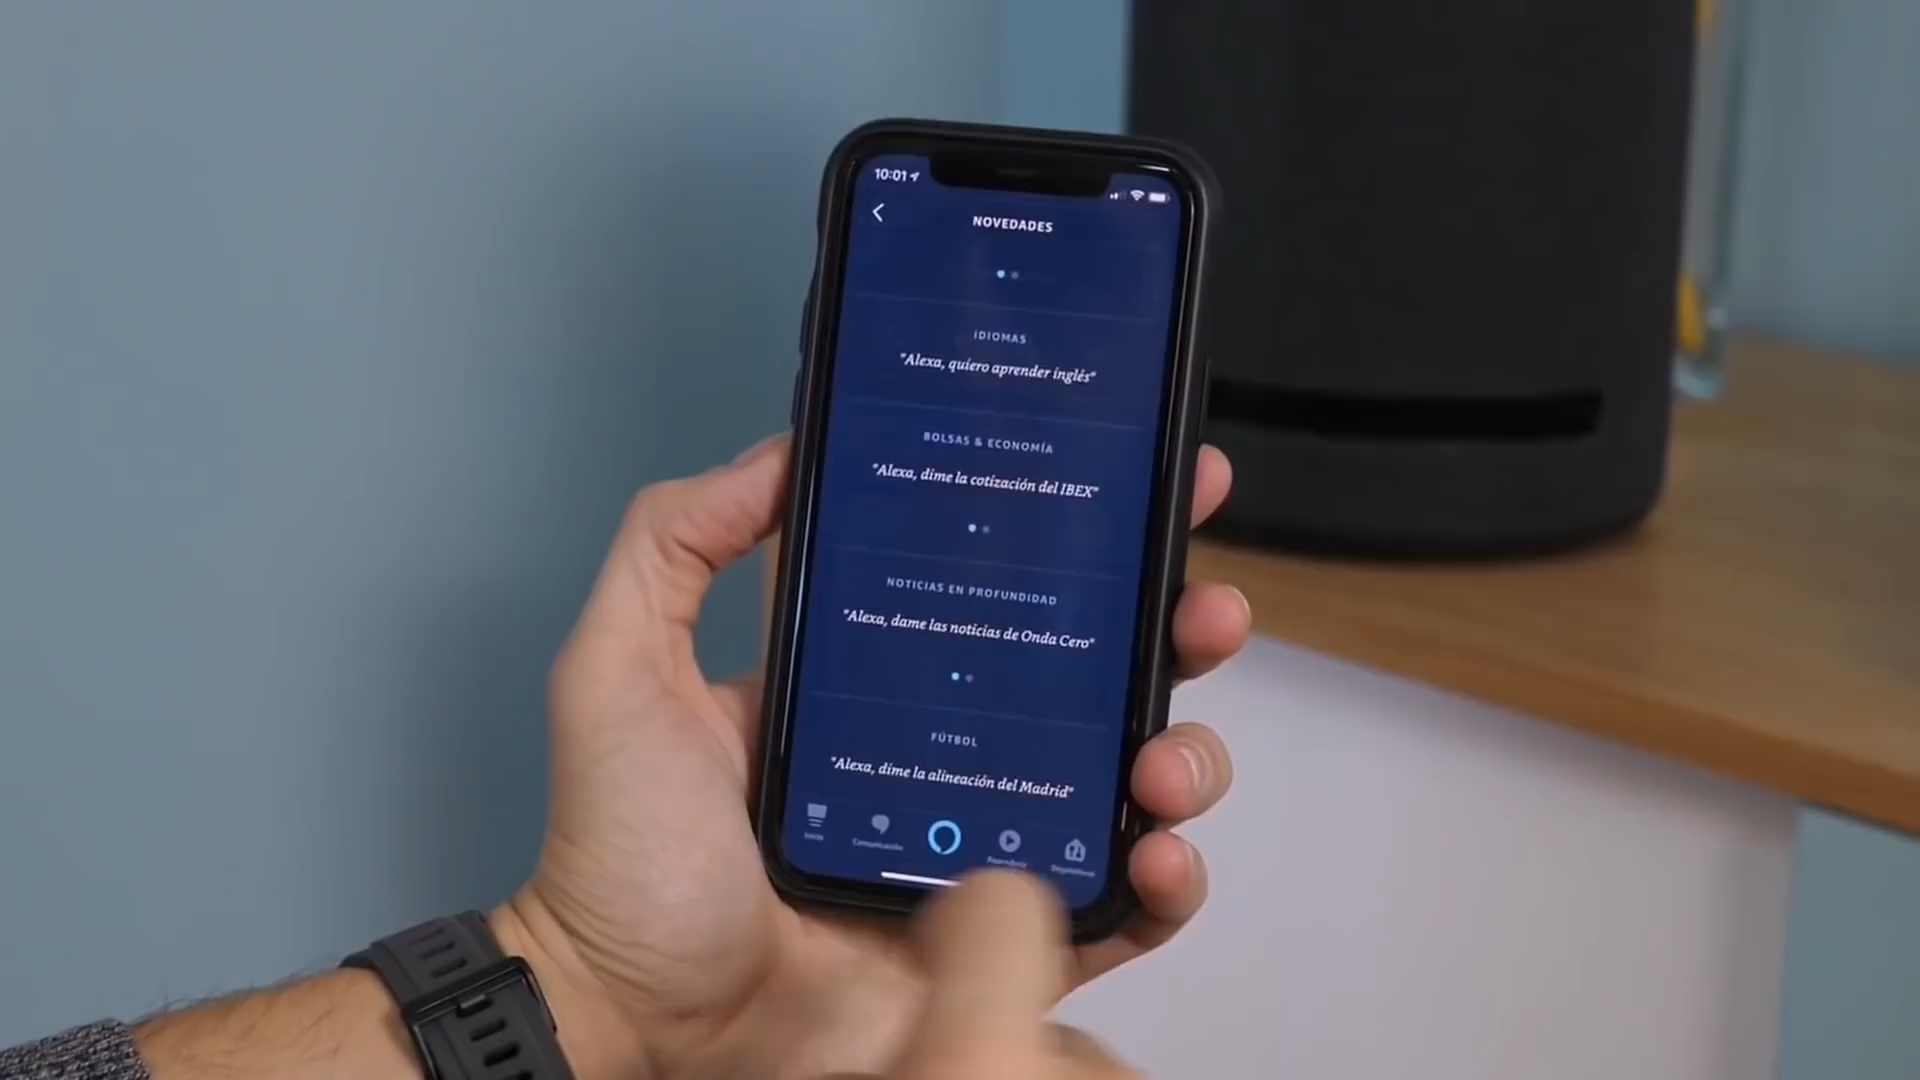 10:01
NOVEDADES
IDIOMAS
"Alexa, quiero aprender inglés"
BOLSAS & ECONOMÍA
"Alexa, dime la cotización del IBEX"
NOTICIAS EN PROFUNDIDAD
"Alexa, dame las noticias de Onda Cero"
FÚTBOL
"Alexa, dime la alineación del Madrid"
Comunicación